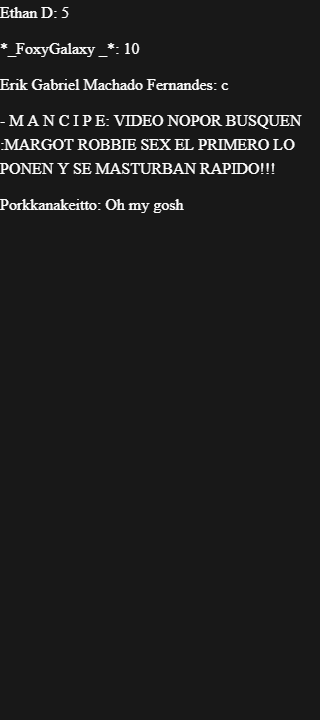 Ethan D: 5
*_FoxyGalaxy _*: 10
Erik Gabriel Machado Fernandes: c
- M A N C I P E: VIDEO NOPOR BUSQUEN
:MARGOT ROBBIE SEX EL PRIMERO LO
PONEN Y SE MASTURBAN RAPIDO!!!
Porkkanakeitto: Oh my gosh